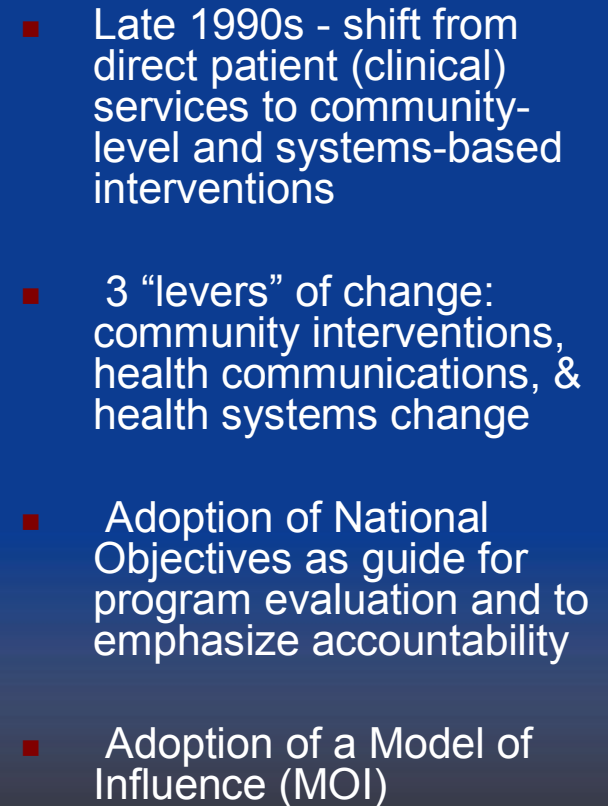 ▪ Late 1990s - shift from
direct patient (clinical)
services to community-
level and systems-based
interventions
▪ 3 “levers” of change:
community interventions,
health communications, &
health systems change
▪ Adoption of National
Objectives as guide for
program evaluation and to
emphasize accountability
▪ Adoption of a Model of
Influence (MOI)